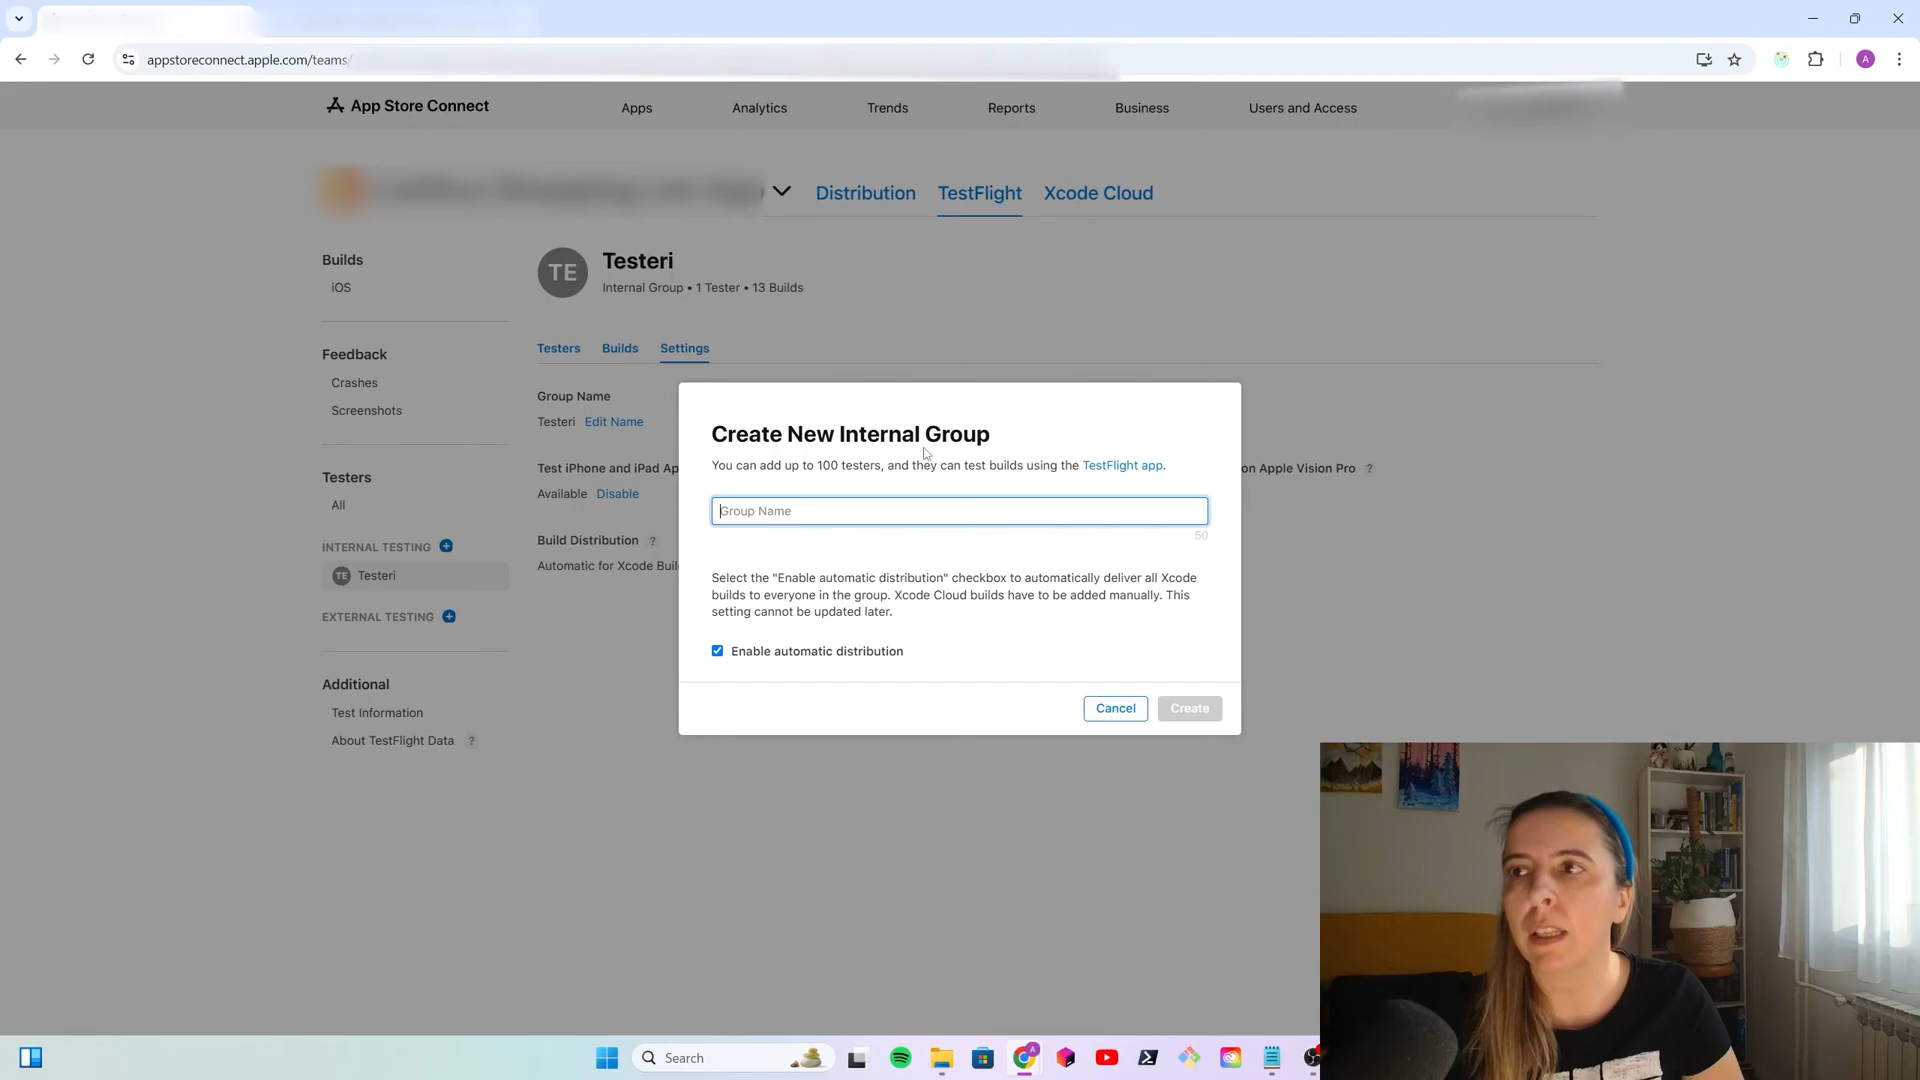 appstoreconnect.apple.com/teams/
A
App Store Connect
Apps
Analytics
Trends
Reports
Business
Users and Access
Distribution
TestFlight
Xcode Cloud
Builds
iOS
Feedback
Crashes
Screenshots
Testers
All
INTERNAL TESTING
TE Testeri
EXTERNAL TESTING
Additional
Test Information
About TestFlight Data ?
TE
Testeri
Internal Group • 1 Tester • 13 Builds
Testers
Builds
Settings
Group Name
Testeri Edit Name
Test iPhone and iPad Ap
on Apple Vision Pro ?
Available Disable
Build Distribution ?
Automatic for Xcode Buil
Create New Internal Group
You can add up to 100 testers, and they can test builds using the TestFlight app.
Group Name
50
Select the "Enable automatic distribution" checkbox to automatically deliver all Xcode
builds to everyone in the group. Xcode Cloud builds have to be added manually. This
setting cannot be updated later.
Enable automatic distribution
Cancel
Create
Search
A